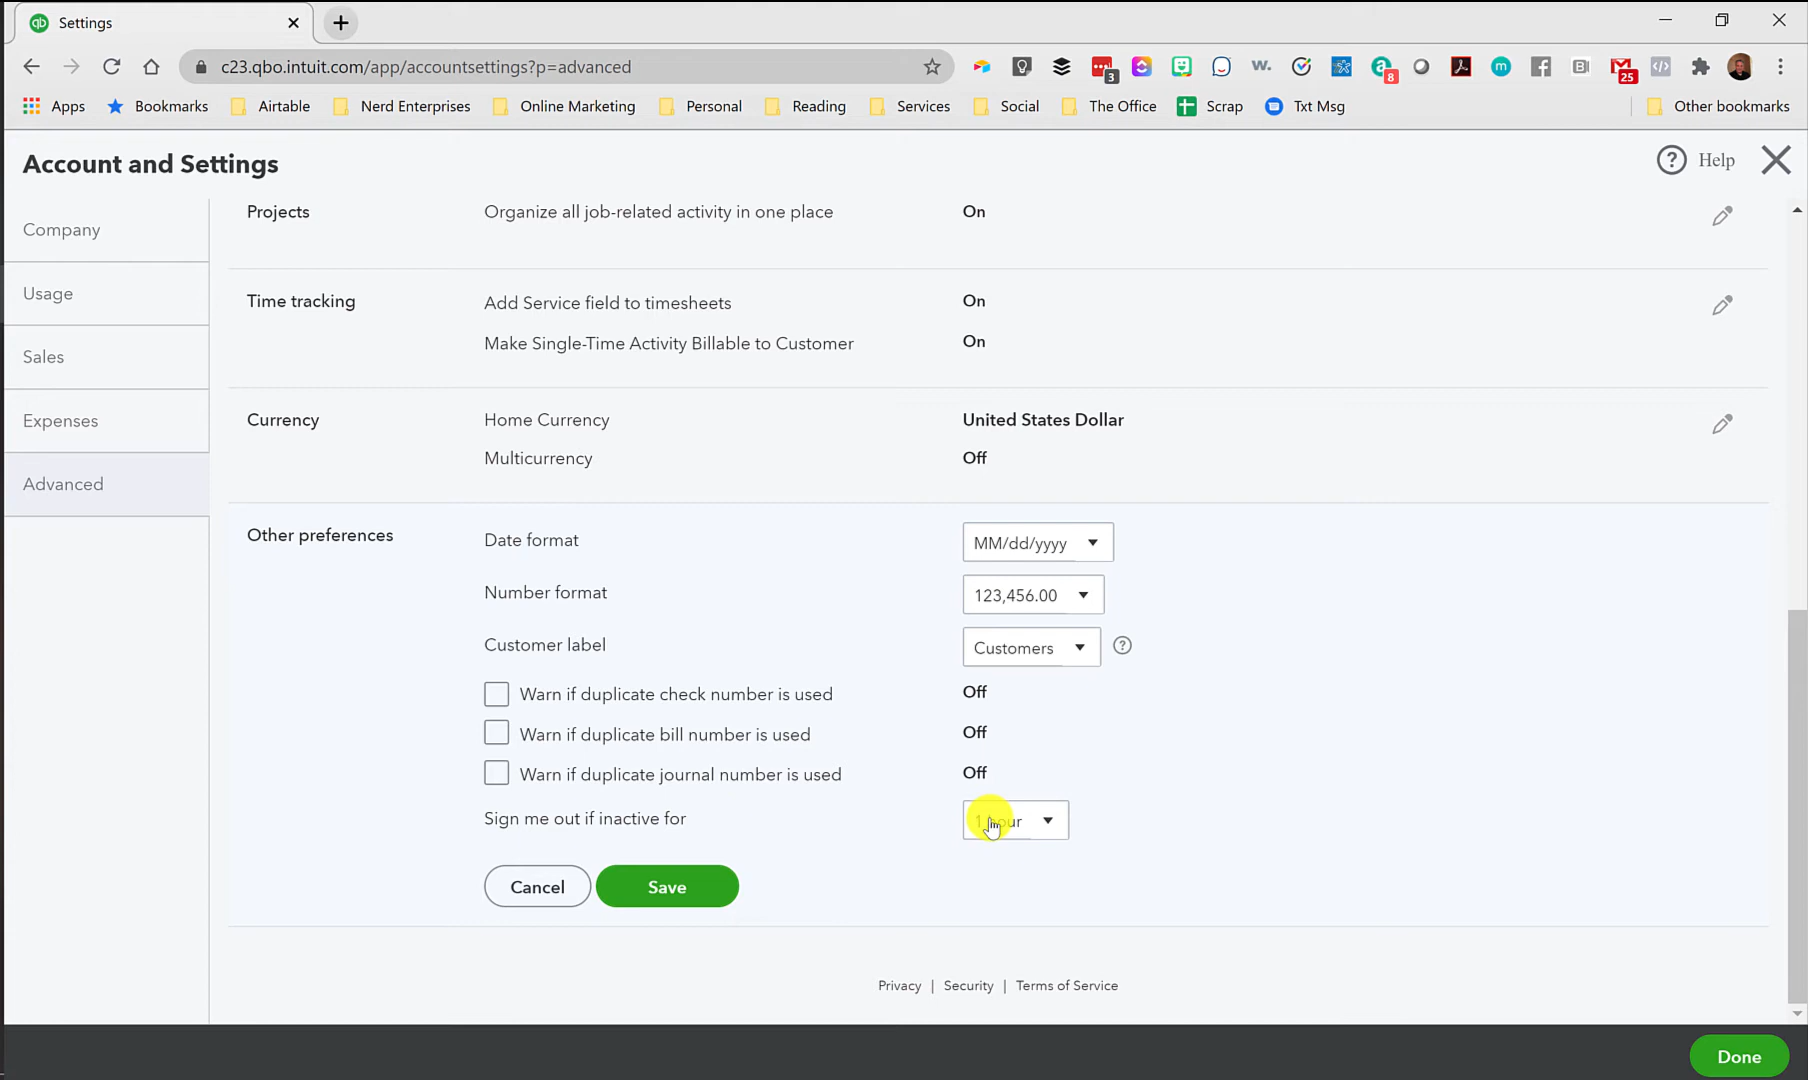 Settings
c23.qbo.intuit.com/app/accountsettings?p=advanced
3
W.
a
8
m
BI
25
Apps
Bookmarks
Airtable
Nerd Enterprises
Online Marketing
Personal
Reading
Services
Social
The Office
Scrap
Txt Msg
Other bookmarks
Account and Settings
? Help
Company
Usage
Sales
Expenses
Advanced
Projects
Organize all job-related activity in one place
On
Time tracking
Add Service field to timesheets
On
Make Single-Time Activity Billable to Customer
On
Currency
Home Currency
United States Dollar
Multicurrency
Off
Other preferences
Date format
MM/dd/yyyy
Number format
123,456.00
Customer label
Customers
?
Warn if duplicate check number is used
Off
Warn if duplicate bill number is used
Off
Warn if duplicate journal number is used
Off
Sign me out if inactive for
1 hour
Cancel
Save
Privacy | Security | Terms of Service
Done